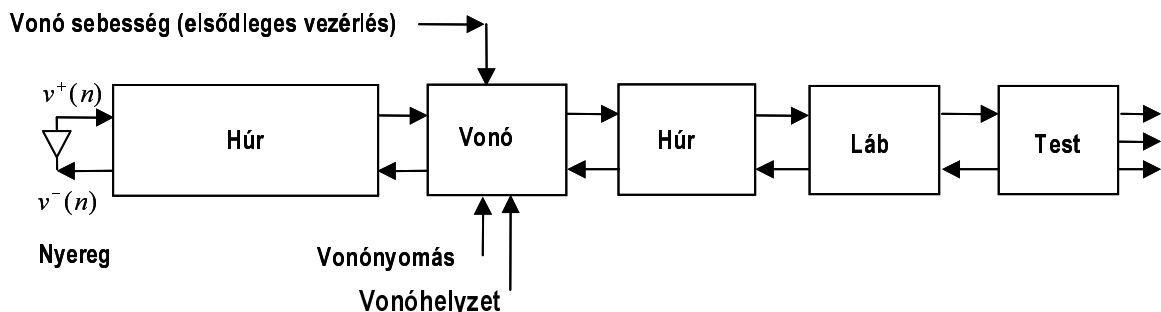 Vonó sebesség (elsődleges vezérlés)
v⁺(n)
Húr
Vonó
Húr
Láb
Test
v⁻(n)
Nyereg
Vonónyomás
Vonóhelyzet